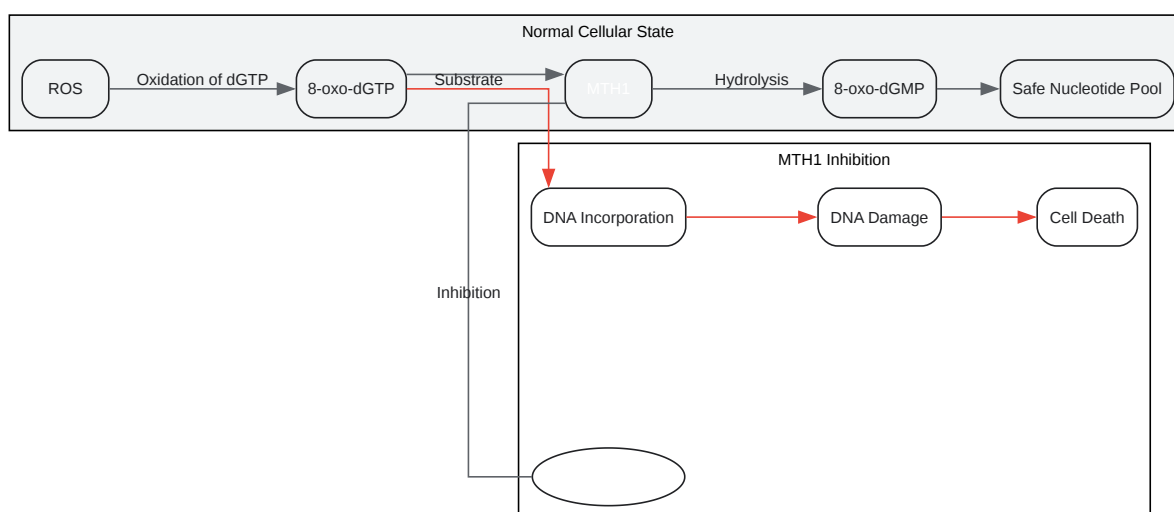 Normal Cellular State
ROS
Oxidation of dGTP
8-oxo-dGTP
Substrate
MTH1
Hydrolysis
8-oxo-dGMP
Safe Nucleotide Pool
MTH1 Inhibition
DNA Incorporation
DNA Damage
Cell Death
Inhibition